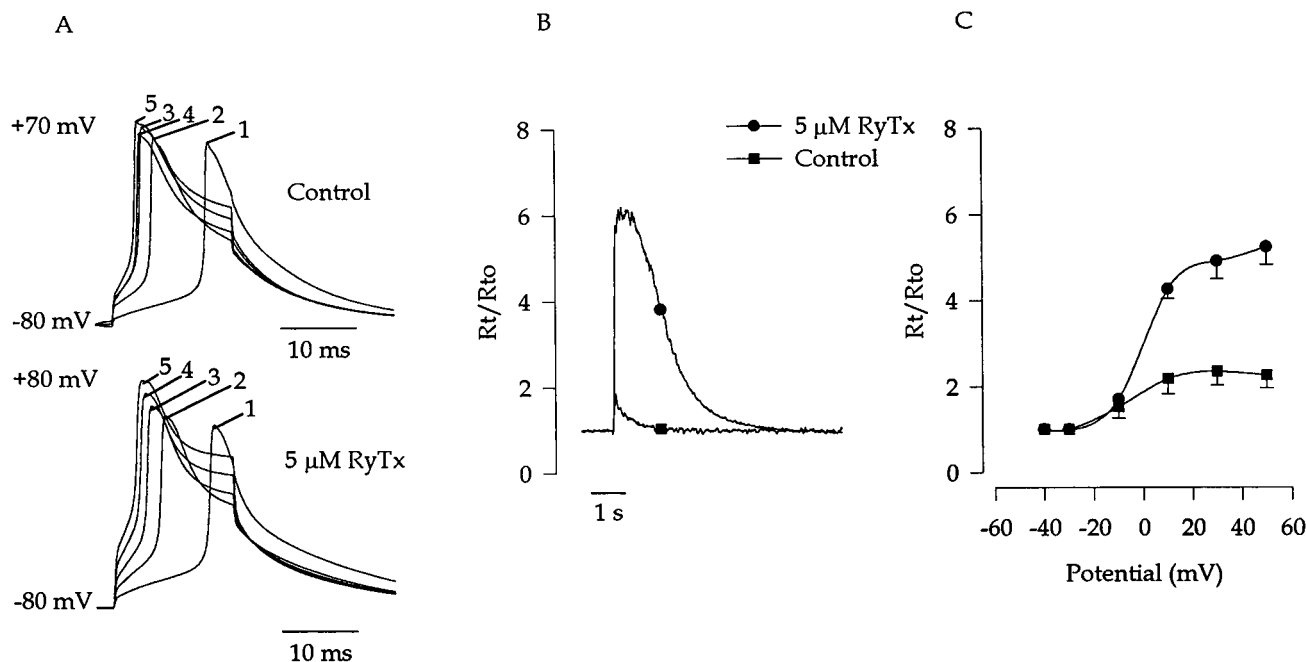 A
+70 mV
5
3
4
2
1
Control
-80 mV
10 ms
+80 mV
5
4
3
2
1
5 µM RyTx
-80 mV
10 ms
B
5 µM RyTx
Control
Rt/Rto
8
6
4
2
0
1 s
C
Rt/Rto
8
6
4
2
0
-60 -40 -20 0 20 40 60
Potential (mV)